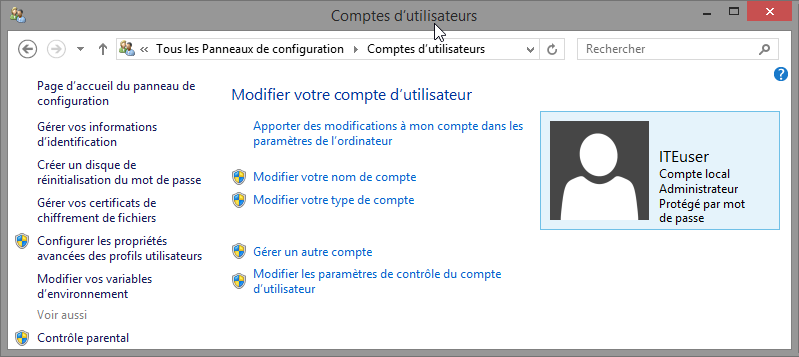 Comptes d'utilisateurs
« Tous les Panneaux de configuration Comptes d'utilisateurs
Rechercher
Page d'accueil du panneau de
configuration
Gérer vos informations
d'identification
Créer un disque de
réinitialisation du mot de passe
Gérer vos certificats de
chiffrement de fichiers
Configurer les propriétés
avancées des profils utilisateurs
Modifier vos variables
d'environnement
Voir aussi
Contrôle parental
Modifier votre compte d'utilisateur
Apporter des modifications à mon compte dans les
paramètres de l'ordinateur
Modifier votre nom de compte
Modifier votre type de compte
Gérer un autre compte
Modifier les paramètres de contrôle du compte
d'utilisateur
ITEuser
Compte local
Administrateur
Protégé par mot
de passe